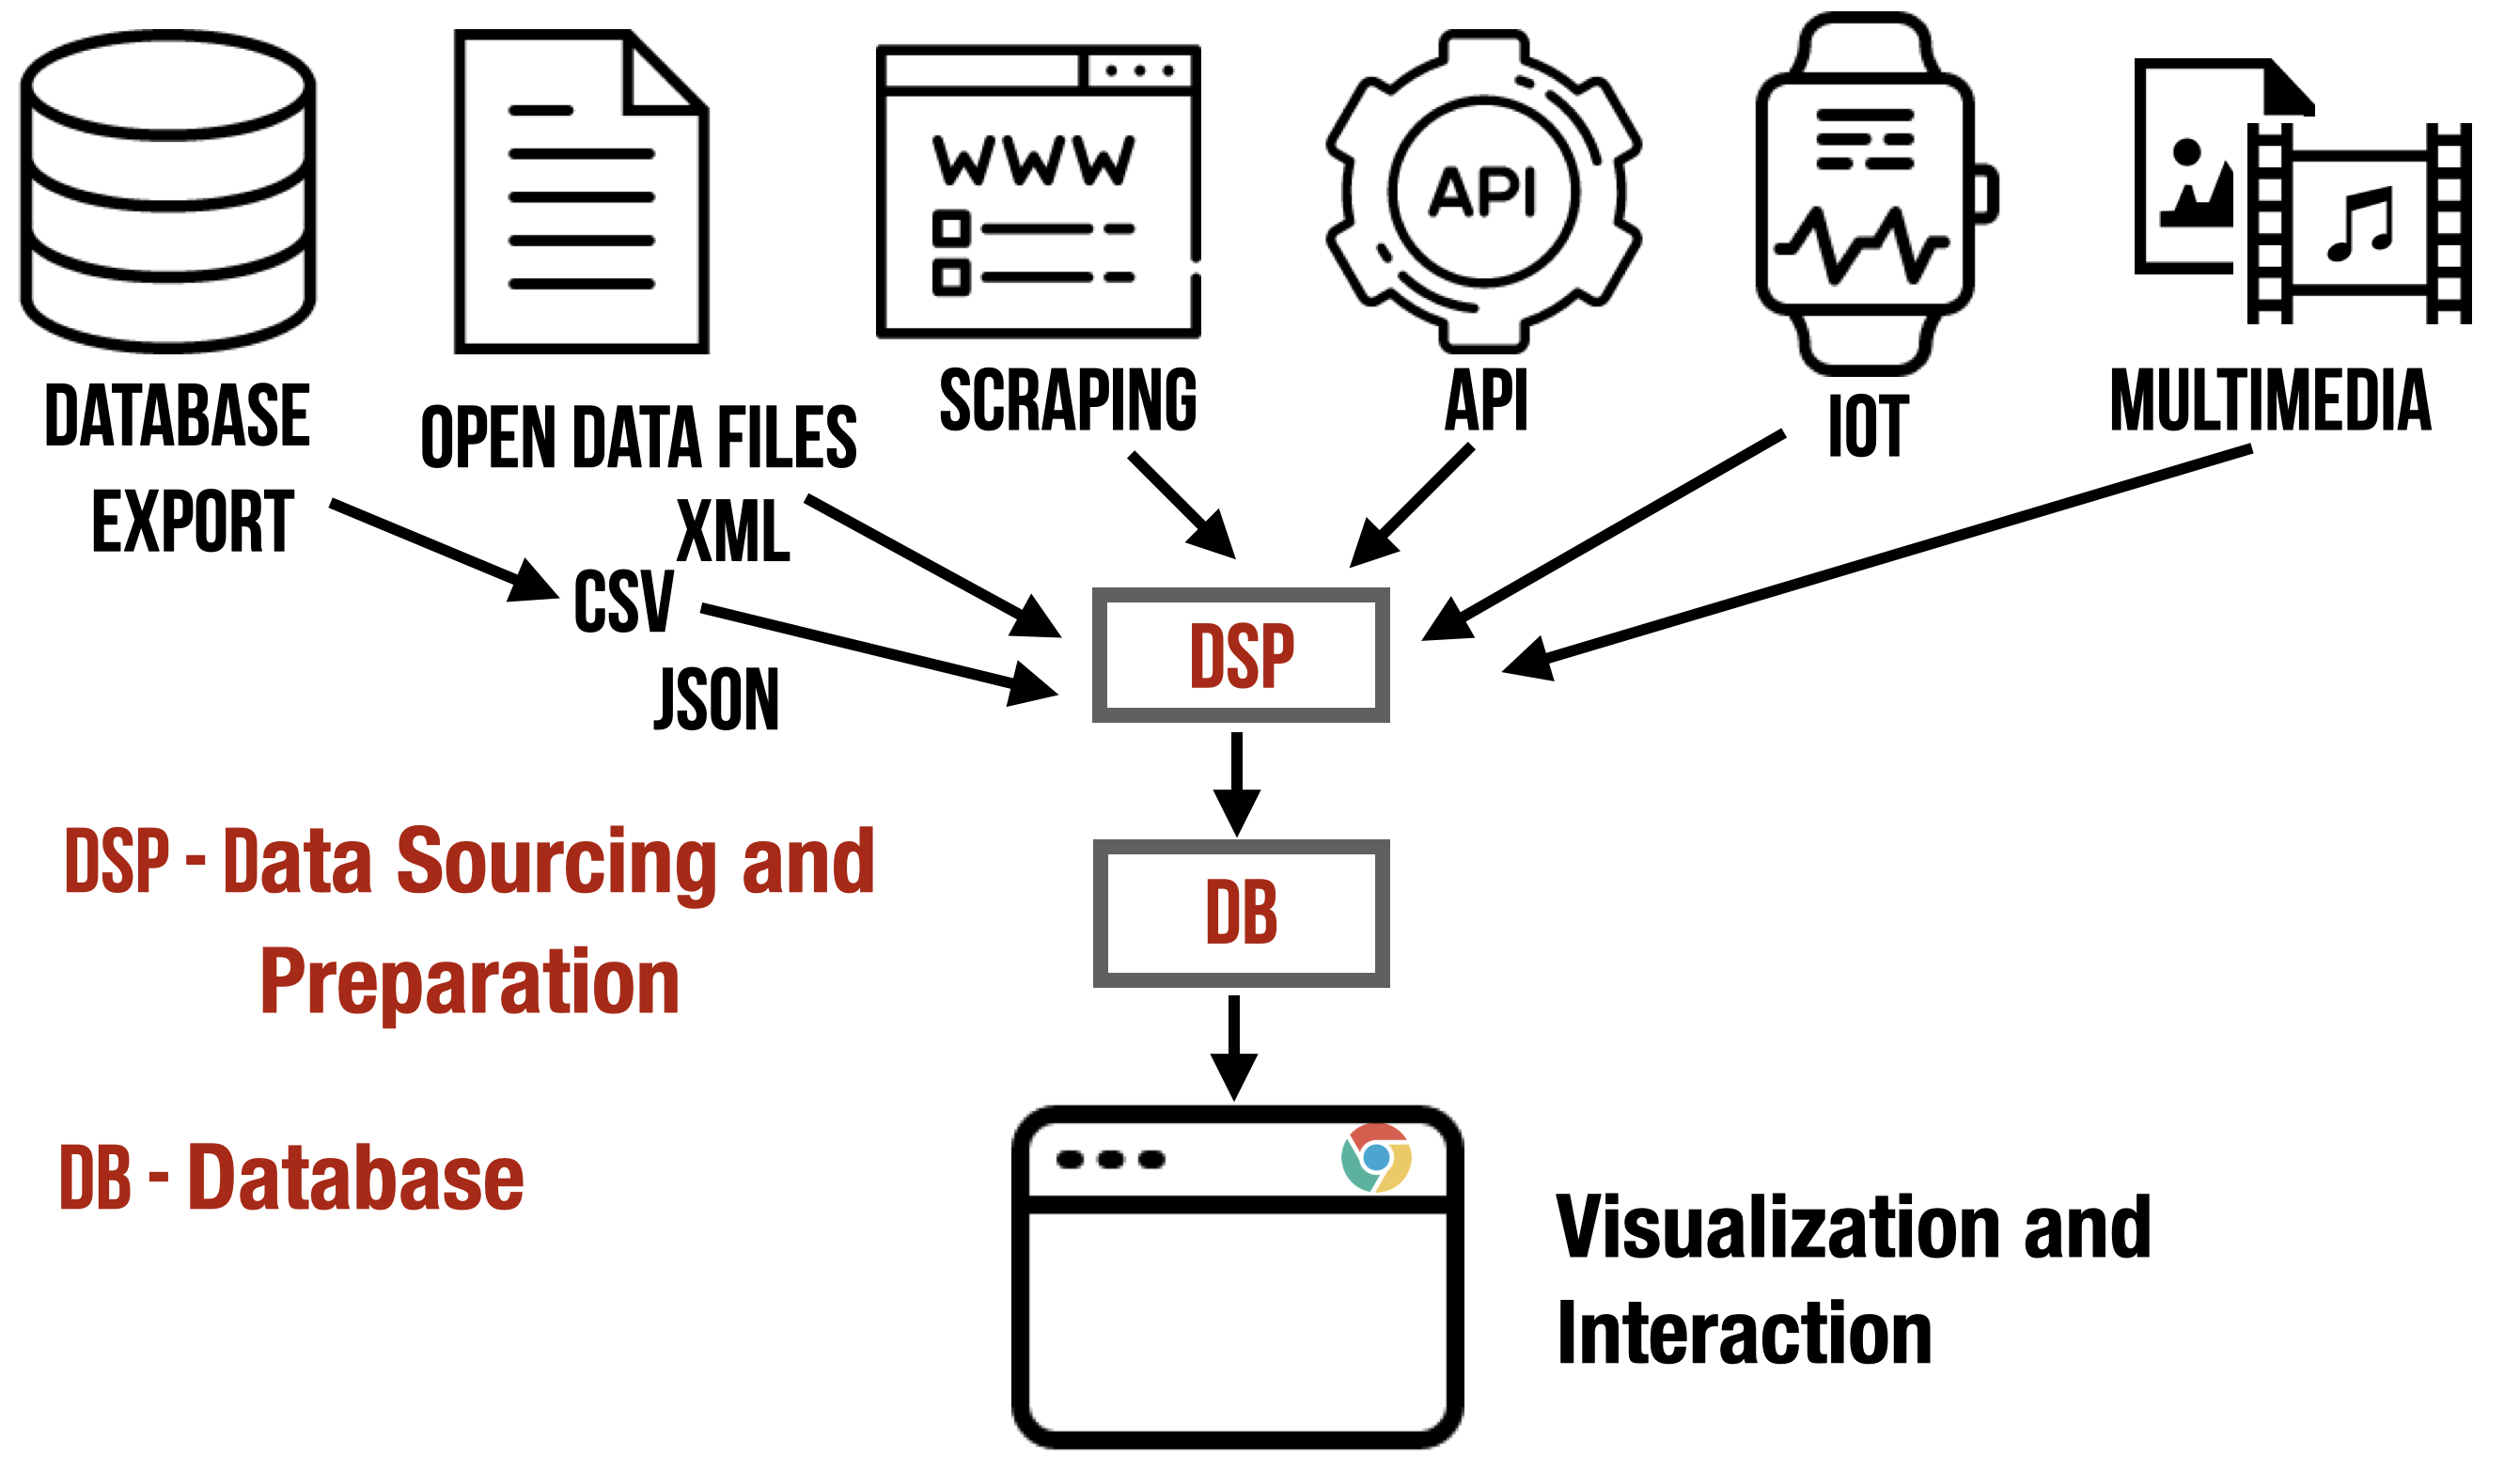 WWW
API
DATABASE
EXPORT
OPEN DATA FILES
XML
CSV
JSON
SCRAPING
API
IOT
MULTIMEDIA
DSP
DB
DSP - Data Sourcing and
Preparation
DB - Database
Visualization and
Interaction